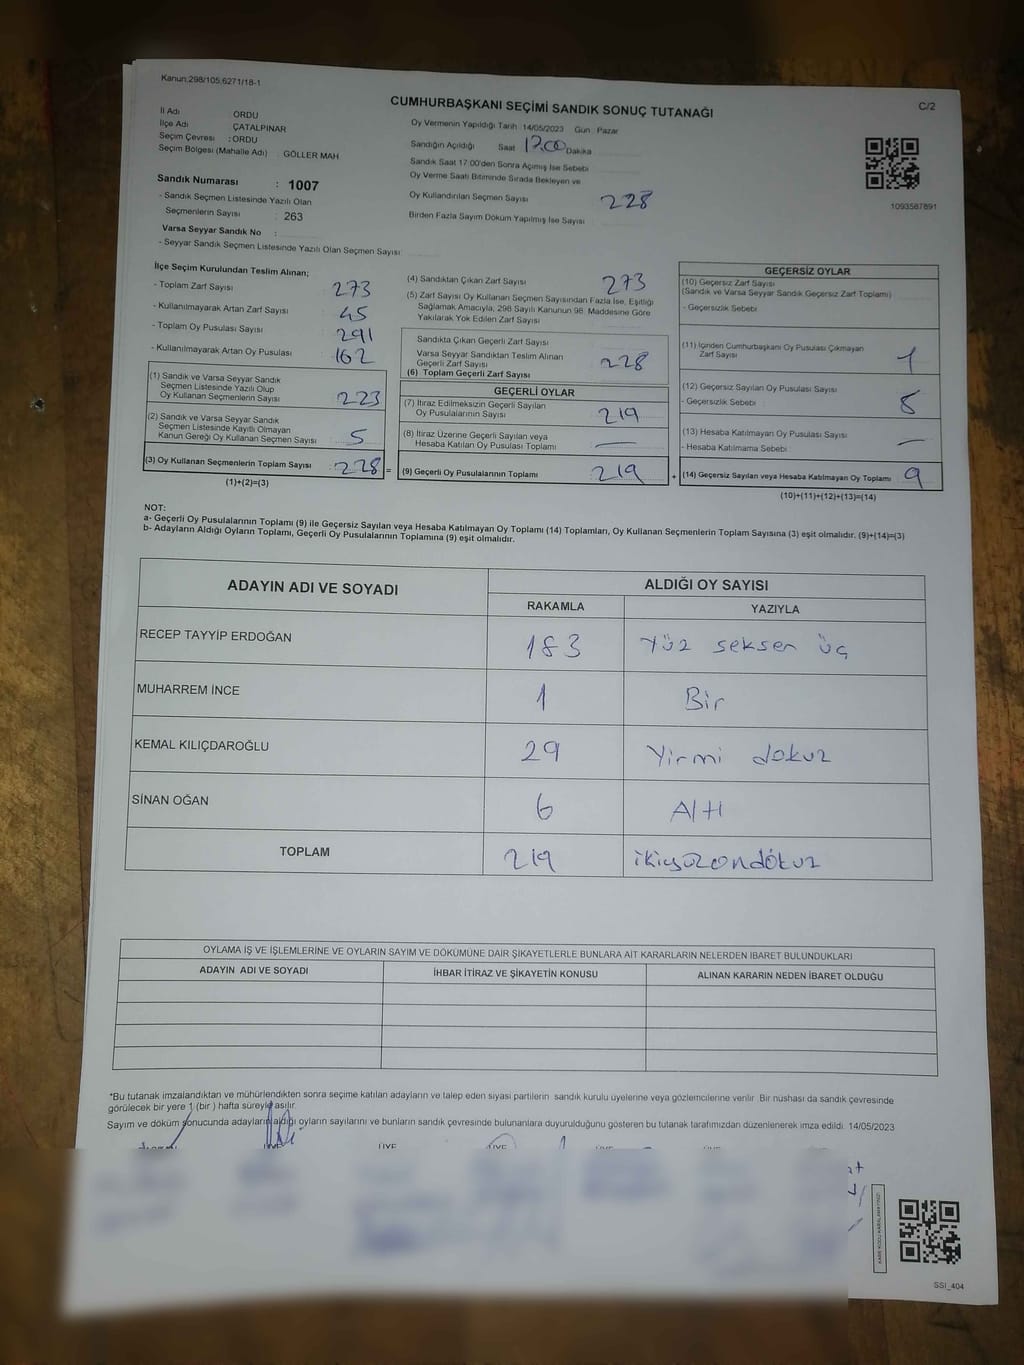 Kanun:298/105,6271/18-1
C/2
CUMHURBAŞKANI SEÇİMİ SANDIK SONUÇ TUTANAĞI
İl Adı : ORDU
İlçe Adı : ÇATALPINAR
Seçim Çevresi : ORDU
Seçim Bölgesi (Mahalle Adı) : GÖLLER MAH
Oy Vermenin Yapıldığı Tarih 14/05/2023 Gün : Pazar
Sandığın Açıldığı Saat 17.00 Dakika
Sandık Saat 17:00'den Sonra Açımış İse Sebebi
Oy Verme Saati Bitiminde Sırada Bekleyen ve
Oy Kullandırılan Seçmen Sayısı 228
Birden Fazla Sayım Döküm Yapılmış İse Sayısı
1093587891
Sandık Numarası : 1007
- Sandık Seçmen Listesinde Yazılı Olan
Seçmenlerin Sayısı : 263
Varsa Seyyar Sandık No :
- Seyyar Sandık Seçmen Listesinde Yazılı Olan Seçmen Sayısı:
İlçe Seçim Kurulundan Teslim Alınan;
- Toplam Zarf Sayısı 273
- Kullanılmayarak Artan Zarf Sayısı 45
- Toplam Oy Pusulası Sayısı 291
- Kullanılmayarak Artan Oy Pusulası 162
(1) Sandık ve Varsa Seyyar Sandık
Seçmen Listesinde Yazılı Olup
Oy Kullanan Seçmenlerin Sayısı 223
(2) Sandık ve Varsa Seyyar Sandık
Seçmen Listesinde Kayıtlı Olmayan
Kanun Gereği Oy Kullanan Seçmen Sayısı 5
(3) Oy Kullanan Seçmenlerin Toplam Sayısı 228 =
(1)+(2)=(3)
(4) Sandıktan Çıkan Zarf Sayısı 273
(5) Zarf Sayısı Oy Kullanan Seçmen Sayısından Fazla İse, Eşitliği
Sağlamak Amacıyla, 298 Sayılı Kanunun 98. Maddesine Göre
Yakılarak Yok Edilen Zarf Sayısı
Sandıkta Çıkan Geçerli Zarf Sayısı
Varsa Seyyar Sandıktan Teslim Alınan
Geçerli Zarf Sayısı 228
(6) Toplam Geçerli Zarf Sayısı
GEÇERLİ OYLAR
(7) İtiraz Edilmeksizin Geçerli Sayılan
Oy Pusulalarının Sayısı 219
(8) İtiraz Üzerine Geçerli Sayılan veya
Hesaba Katılan Oy Pusulası Toplamı —
(9) Geçerli Oy Pusulalarının Toplamı 219 +
GEÇERSİZ OYLAR
(10) Geçersiz Zarf Sayısı
(Sandık ve Varsa Seyyar Sandık Geçersiz Zarf Toplamı)
- Geçersizlik Sebebi
(11) İçinden Cumhurbaşkanı Oy Pusulası Çıkmayan
Zarf Sayısı 1
(12) Geçersiz Sayılan Oy Pusulası Sayısı
- Geçersizlik Sebebi : 8
(13) Hesaba Katılmayan Oy Pusulası Sayısı
- Hesaba Katılmama Sebebi —
(14) Geçersiz Sayılan veya Hesaba Katılmayan Oy Toplamı 9
(10)+(11)+(12)+(13)=(14)
NOT:
a- Geçerli Oy Pusulalarının Toplamı (9) ile Geçersiz Sayılan veya Hesaba Katılmayan Oy Toplamı (14) Toplamları, Oy Kullanan Seçmenlerin Toplam Sayısına (3) eşit olmalıdır. (9)+(14)=(3)
b- Adayların Aldığı Oyların Toplamı, Geçerli Oy Pusulalarının Toplamına (9) eşit olmalıdır.
ADAYIN ADI VE SOYADI
ALDIĞI OY SAYISI
RAKAMLA YAZIYLA
RECEP TAYYİP ERDOĞAN 183 Yüz seksen üç
MUHARREM İNCE 1 Bir
KEMAL KILIÇDAROĞLU 29 Yirmi dokuz
SİNAN OĞAN 6 Altı
TOPLAM 219 ikiyüzondokuz
OYLAMA İŞ VE İŞLEMLERİNE VE OYLARIN SAYIM VE DÖKÜMÜNE DAİR ŞİKAYETLERLE BUNLARA AİT KARARLARIN NELERDEN İBARET BULUNDUKLARI
ADAYIN ADI VE SOYADI İHBAR İTİRAZ VE ŞİKAYETİN KONUSU ALINAN KARARIN NEDEN İBARET OLDUĞU
*Bu tutanak imzalandıktan ve mühürlendikten sonra seçime katılan adayların ve talep eden siyasi partilerin sandık kurulu üyelerine veya gözlemcilerine verilir. Bir nüshası da sandık çevresinde
görülecek bir yere 1 (bir) hafta süreyle asılır.
Sayım ve döküm sonucunda adayların aldığı oyların sayılarını ve bunların sandık çevresinde bulunanlara duyurulduğunu gösteren bu tutanak tarafımızdan düzenlenerek imza edildi. 14/05/2023
ÜYE ÜYE ÜYE ÜYE
SSI_404